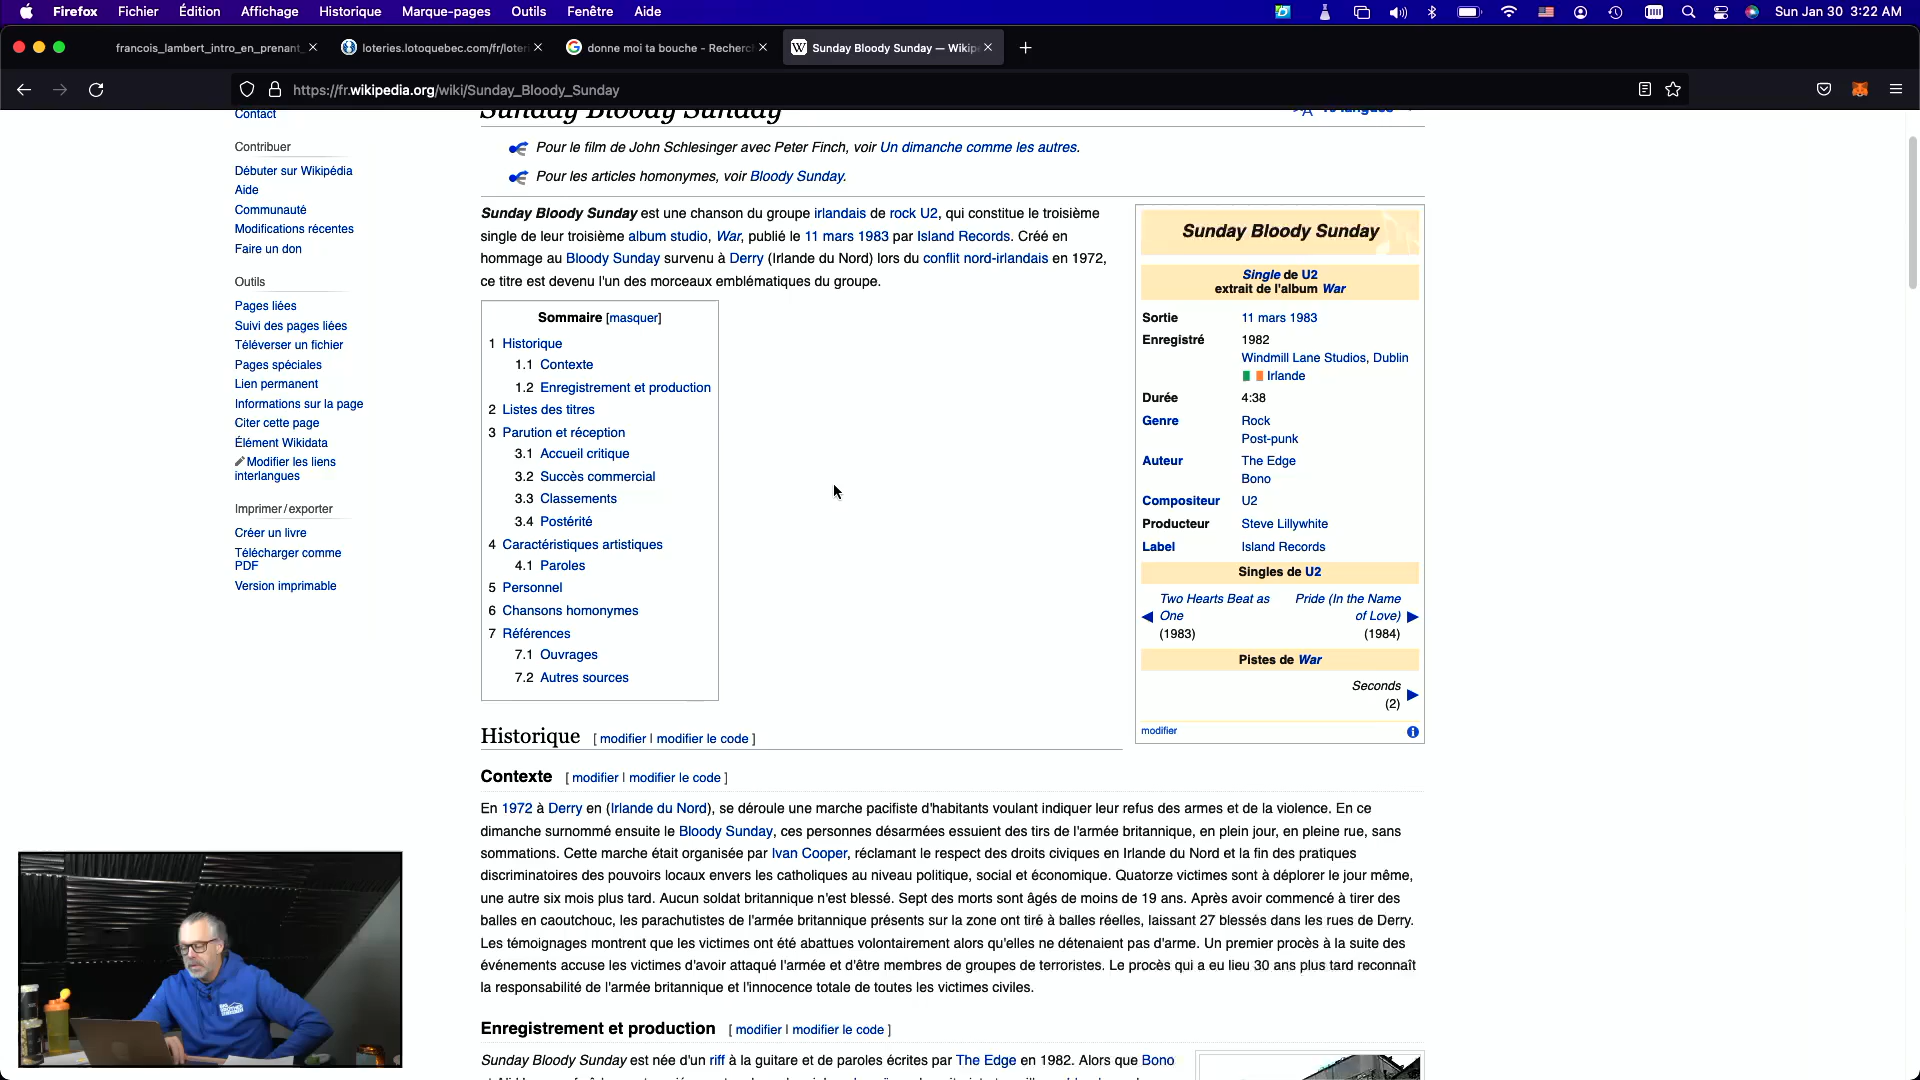 Firefox Fichier Édition Affichage Historique Marque-pages Outils Fenêtre Aide Sun Jan 30 3:22 AM
francois_lambert_intro_en_prenant_ loteries.lotoquebec.com/fr/loter donne moi ta bouche - Recherc Sunday Bloody Sunday — Wikip
https://fr.wikipedia.org/wiki/Sunday_Bloody_Sunday
Contact
Contribuer
Débuter sur Wikipédia
Aide
Communauté
Modifications récentes
Faire un don
Outils
Pages liées
Suivi des pages liées
Téléverser un fichier
Pages spéciales
Lien permanent
Informations sur la page
Citer cette page
Élément Wikidata
Modifier les liens
interlangues
Imprimer/exporter
Créer un livre
Télécharger comme
PDF
Version imprimable
Sunday Bloody Sunday
Pour le film de John Schlesinger avec Peter Finch, voir Un dimanche comme les autres.
Pour les articles homonymes, voir Bloody Sunday.
Sunday Bloody Sunday est une chanson du groupe irlandais de rock U2, qui constitue le troisième
single de leur troisième album studio, War, publié le 11 mars 1983 par Island Records. Créé en
hommage au Bloody Sunday survenu à Derry (Irlande du Nord) lors du conflit nord-irlandais en 1972,
ce titre est devenu l'un des morceaux emblématiques du groupe.
Sommaire [masquer]
1 Historique
1.1 Contexte
1.2 Enregistrement et production
2 Listes des titres
3 Parution et réception
3.1 Accueil critique
3.2 Succès commercial
3.3 Classements
3.4 Postérité
4 Caractéristiques artistiques
4.1 Paroles
5 Personnel
6 Chansons homonymes
7 Références
7.1 Ouvrages
7.2 Autres sources
Sunday Bloody Sunday
Single de U2
extrait de l'album War
Sortie 11 mars 1983
Enregistré 1982
Windmill Lane Studios, Dublin
Irlande
Durée 4:38
Genre Rock
Post-punk
Auteur The Edge
Bono
Compositeur U2
Producteur Steve Lillywhite
Label Island Records
Singles de U2
Two Hearts Beat as Pride (In the Name
One of Love)
(1983) (1984)
Pistes de War
Seconds
(2)
modifier
Historique [ modifier | modifier le code ]
Contexte [ modifier | modifier le code ]
En 1972 à Derry en (Irlande du Nord), se déroule une marche pacifiste d'habitants voulant indiquer leur refus des armes et de la violence. En ce
dimanche surnommé ensuite le Bloody Sunday, ces personnes désarmées essuient des tirs de l'armée britannique, en plein jour, en pleine rue, sans
sommations. Cette marche était organisée par Ivan Cooper, réclamant le respect des droits civiques en Irlande du Nord et la fin des pratiques
discriminatoires des pouvoirs locaux envers les catholiques au niveau politique, social et économique. Quatorze victimes sont à déplorer le jour même,
une autre six mois plus tard. Aucun soldat britannique n'est blessé. Sept des morts sont âgés de moins de 19 ans. Après avoir commencé à tirer des
balles en caoutchouc, les parachutistes de l'armée britannique présents sur la zone ont tiré à balles réelles, laissant 27 blessés dans les rues de Derry.
Les témoignages montrent que les victimes ont été abattues volontairement alors qu'elles ne détenaient pas d'arme. Un premier procès à la suite des
événements accuse les victimes d'avoir attaqué l'armée et d'être membres de groupes de terroristes. Le procès qui a eu lieu 30 ans plus tard reconnaît
la responsabilité de l'armée britannique et l'innocence totale de toutes les victimes civiles.
Enregistrement et production [ modifier | modifier le code ]
Sunday Bloody Sunday est née d'un riff à la guitare et de paroles écrites par The Edge en 1982. Alors que Bono